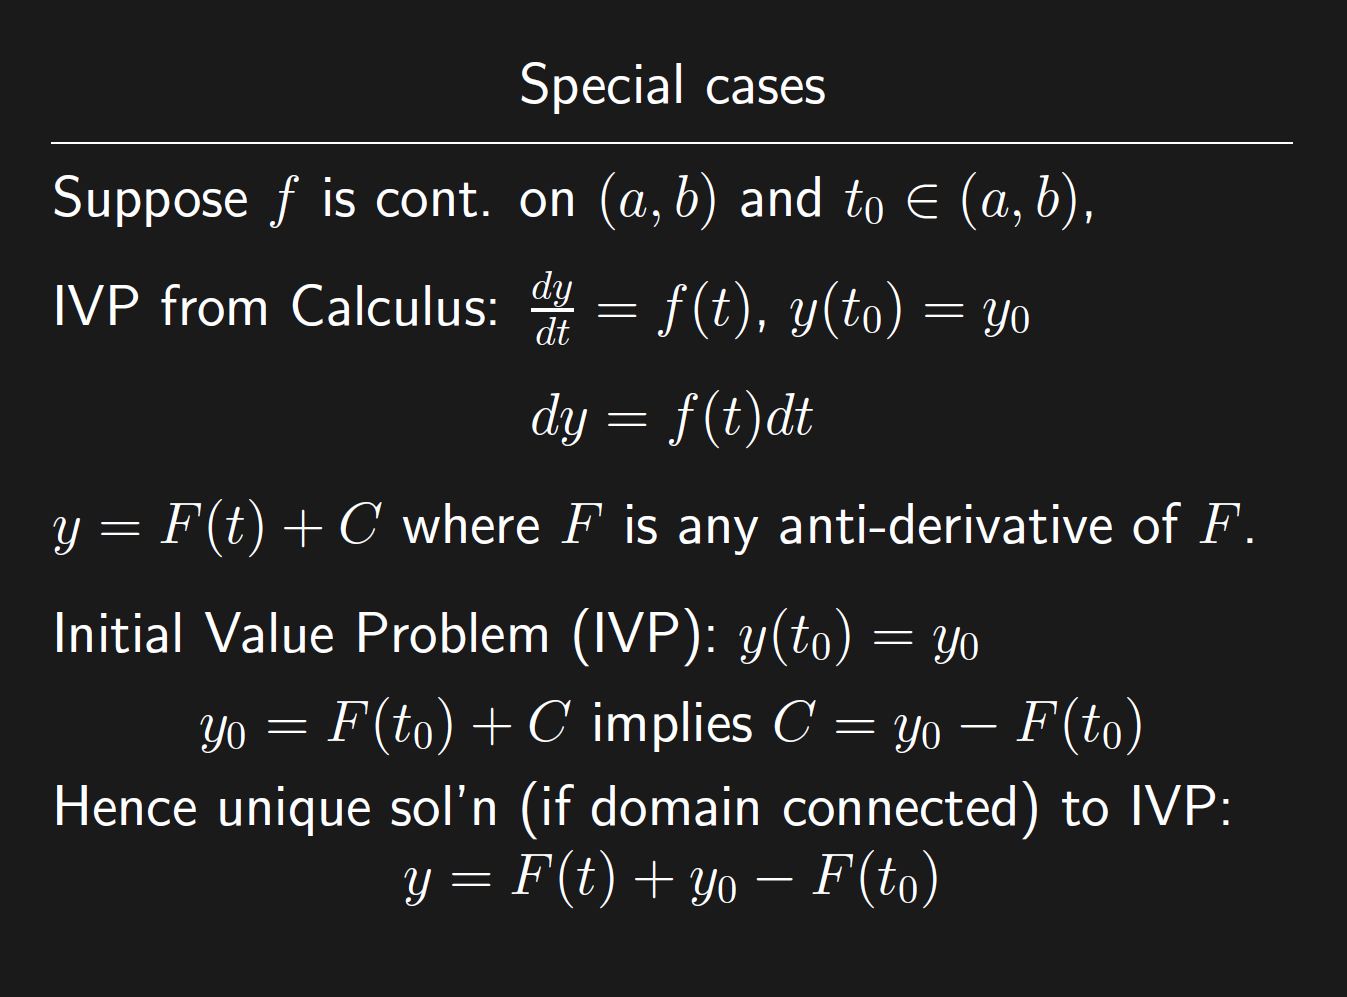 Special cases
Suppose f is cont. on (a, b) and t₀ ∈ (a, b),
IVP from Calculus: dy/dt = f(t), y(t₀) = y₀
dy = f(t)dt
y = F(t) + C where F is any anti-derivative of F.
Initial Value Problem (IVP): y(t₀) = y₀
y₀ = F(t₀) + C implies C = y₀ − F(t₀)
Hence unique sol'n (if domain connected) to IVP:
y = F(t) + y₀ − F(t₀)